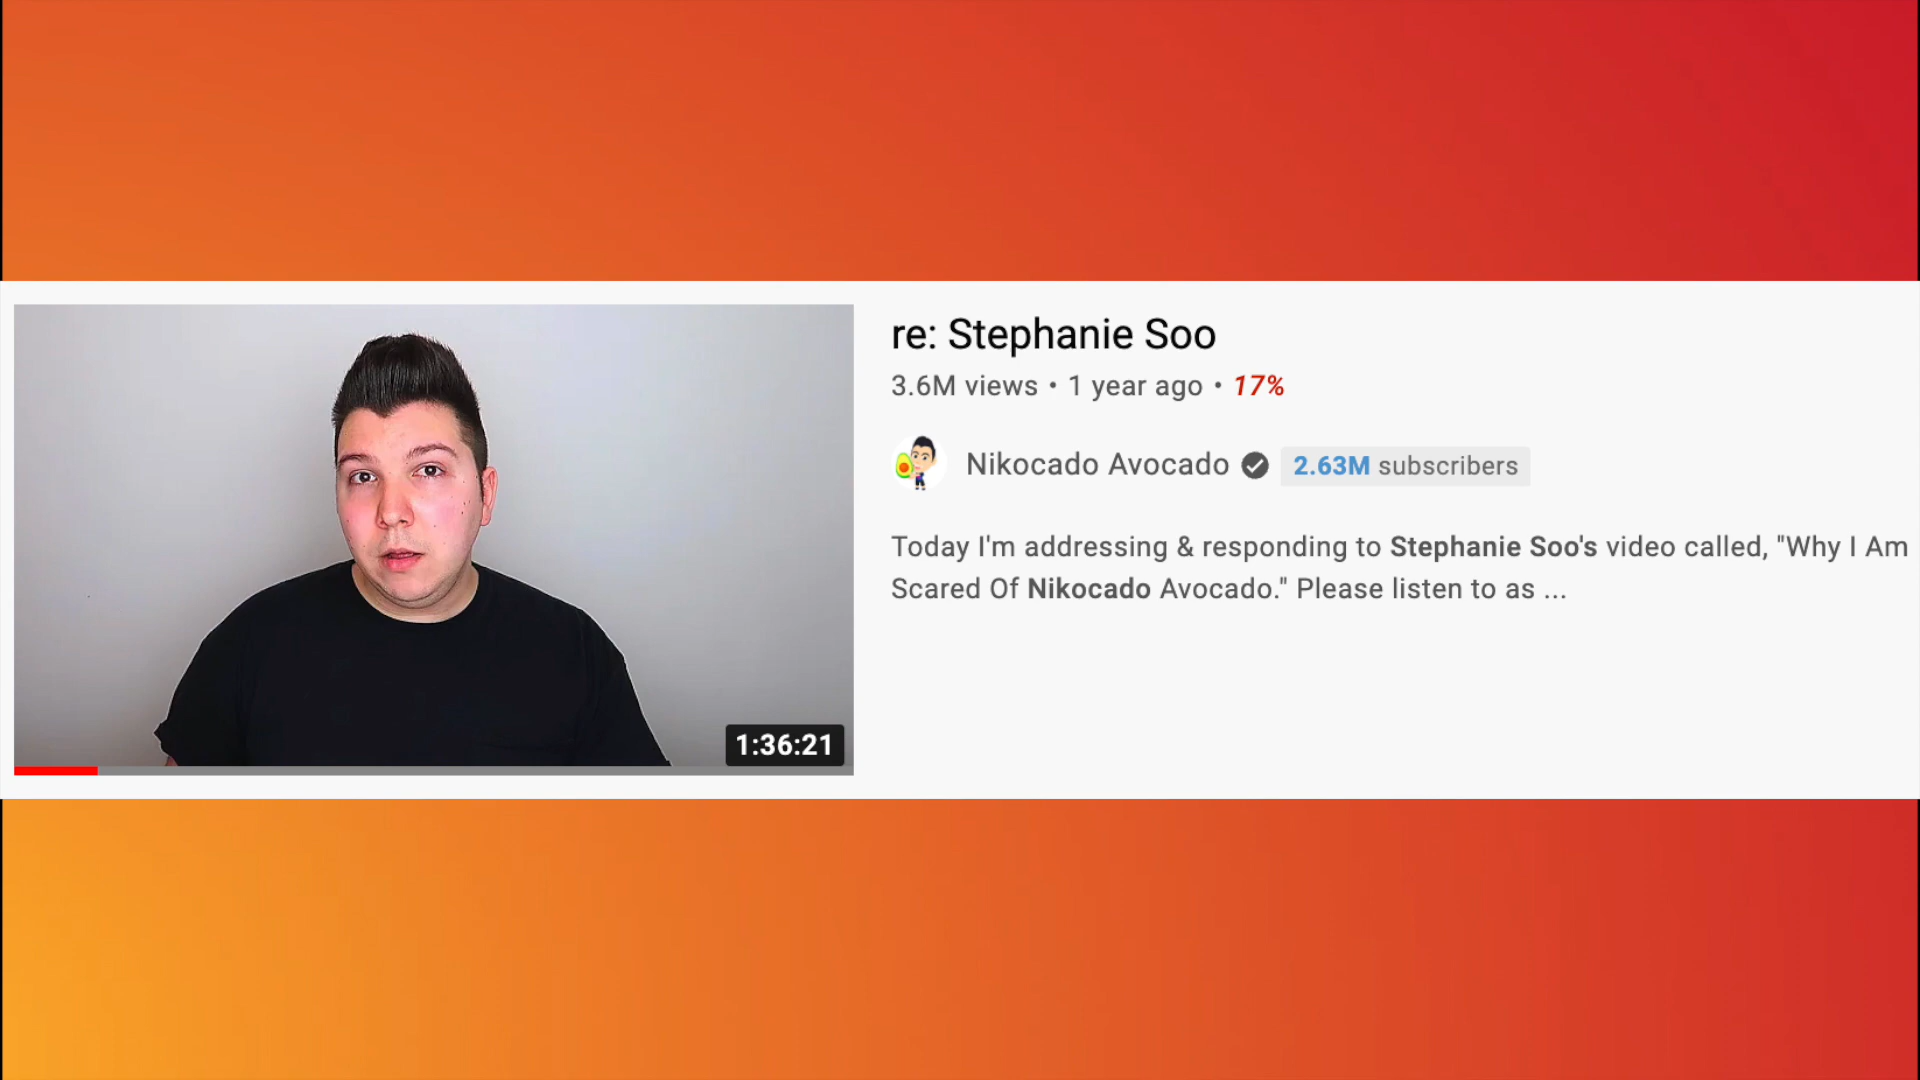 re: Stephanie Soo
3.6M views • 1 year ago • 17%
Nikocado Avocado 2.63M subscribers
Today I'm addressing & responding to Stephanie Soo's video called, "Why I Am
Scared Of Nikocado Avocado." Please listen to as ...
1:36:21